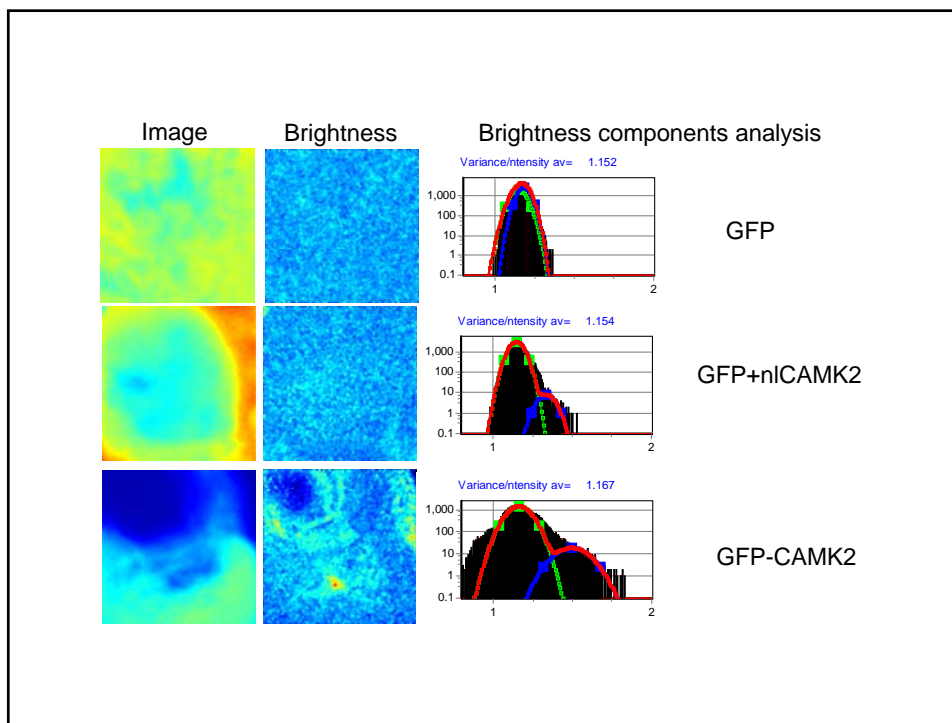 Image Brightness Brightness components analysis
Variance/ntensity av= 1.152
1,000
100
10
1
0.1
1 2
GFP
Variance/ntensity av= 1.154
1,000
100
10
1
0.1
1 2
GFP+nlCAMK2
Variance/ntensity av= 1.167
1,000
100
10
1
0.1
1 2
GFP-CAMK2